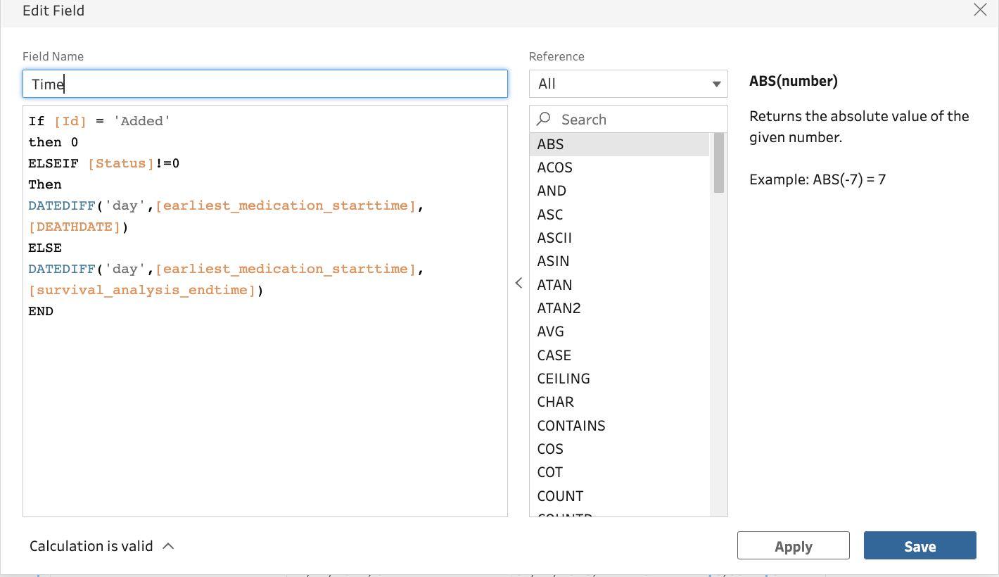 Edit Field
Field Name
Time
If [Id] = 'Added'
then 0
ELSEIF [Status]!=0
Then
DATEDIFF('day',[earliest_medication_starttime],
[DEATHDATE])
ELSE
DATEDIFF('day',[earliest_medication_starttime],
[survival_analysis_endtime])
END
Calculation is valid
Reference
All
Search
ABS
ACOS
AND
ASC
ASCII
ASIN
ATAN
ATAN2
AVG
CASE
CEILING
CHAR
CONTAINS
COS
COT
COUNT
ABS(number)
Returns the absolute value of the
given number.
Example: ABS(-7) = 7
Apply
Save